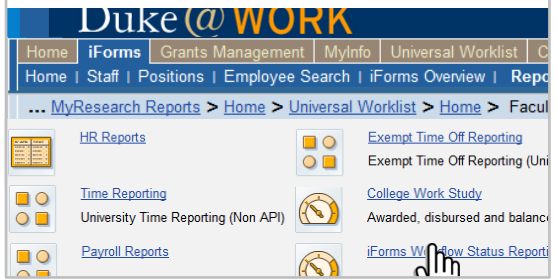 Duke@WORK
Home iForms Grants Management MyInfo Universal Worklist
Home | Staff | Positions | Employee Search | iForms Overview |
... MyResearch Reports > Home > Universal Worklist > Home >
HR Reports
Exempt Time Off Reporting
Exempt Time Off Reporting
Time Reporting
College Work Study
University Time Reporting (Non API)
Awarded, disbursed and
Payroll Reports
iForms Status